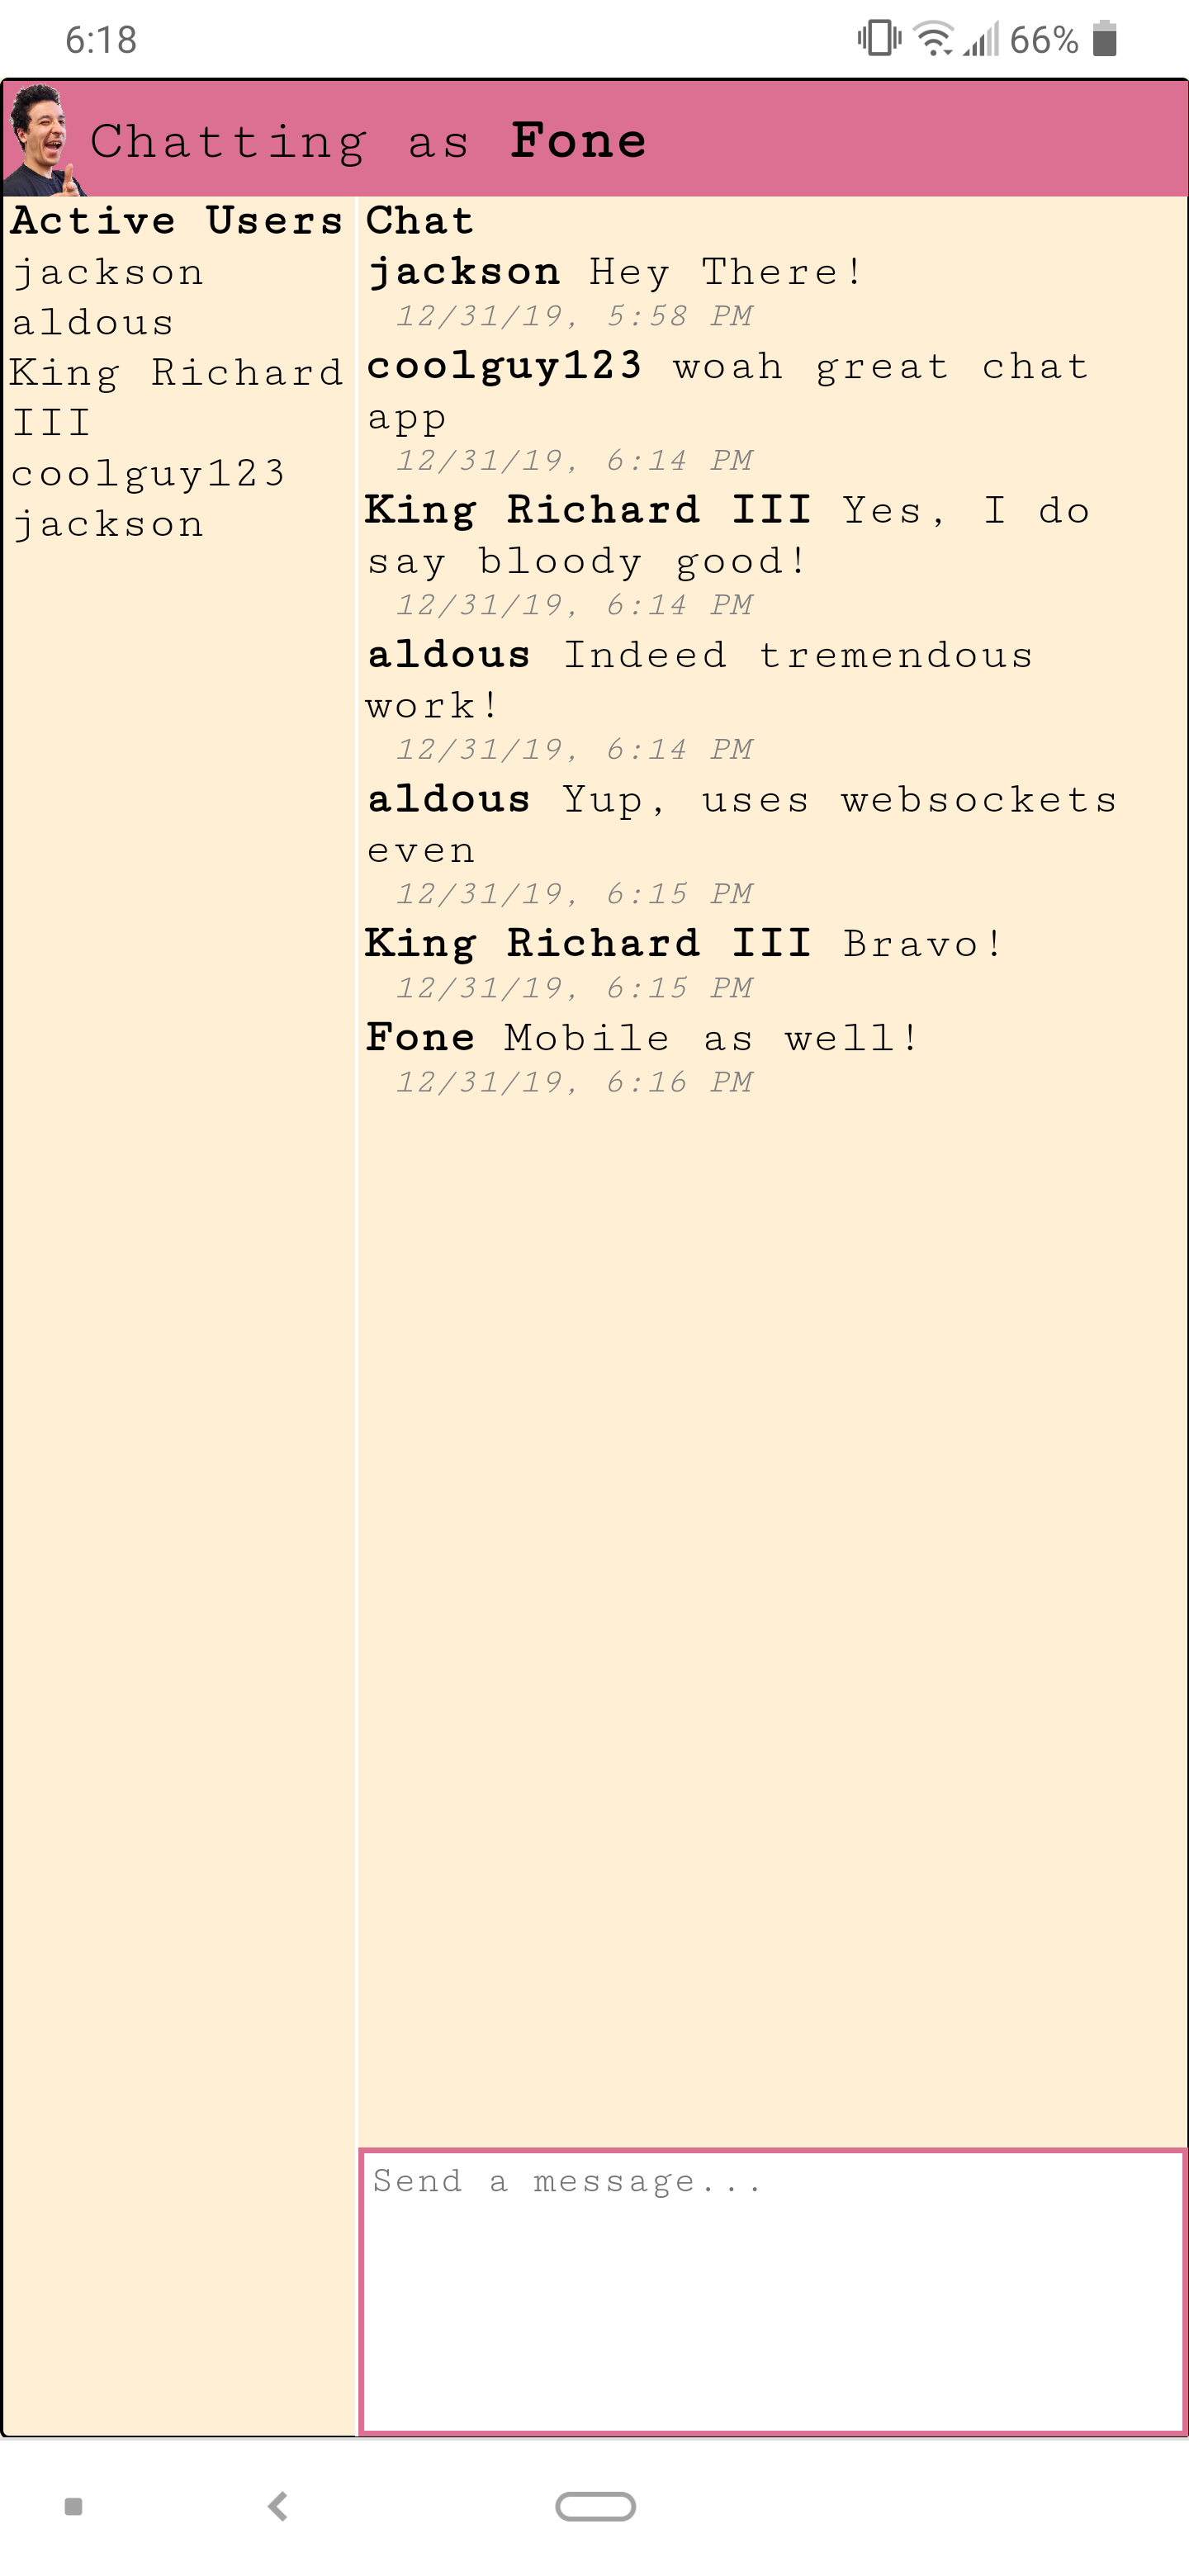 6:18
66%
Chatting as Fone
Active Users
jackson
aldous
King Richard
III
coolguy123
jackson
Chat
jackson Hey There!
12/31/19, 5:58 PM
coolguy123 woah great chat
app
12/31/19, 6:14 PM
King Richard III Yes, I do
say bloody good!
12/31/19, 6:14 PM
aldous Indeed tremendous
work!
12/31/19, 6:14 PM
aldous Yup, uses websockets
even
12/31/19, 6:15 PM
King Richard III Bravo!
12/31/19, 6:15 PM
Fone Mobile as well!
12/31/19, 6:16 PM
Send a message...